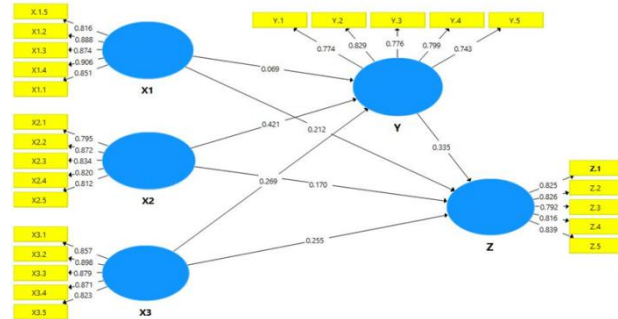 X.1.5
X1.2
X1.3
X1.4
X1.1
0.816
0.888
0.874
0.906
0.851
X1
X2.1
X2.2
X2.3
X2.4
X2.5
0.795
0.872
0.834
0.820
0.812
X2
X3.1
X3.2
X3.3
X3.4
X3.5
0.857
0.898
0.879
0.871
0.823
X3
0.069
0.421
0.212
0.269
0.170
0.255
0.335
Y.1
Y.2
Y.3
Y.4
Y.5
0.774
0.829
0.776
0.799
0.743
Y
Z.1
Z.2
Z.3
Z.4
Z.5
0.825
0.826
0.792
0.816
0.839
Z